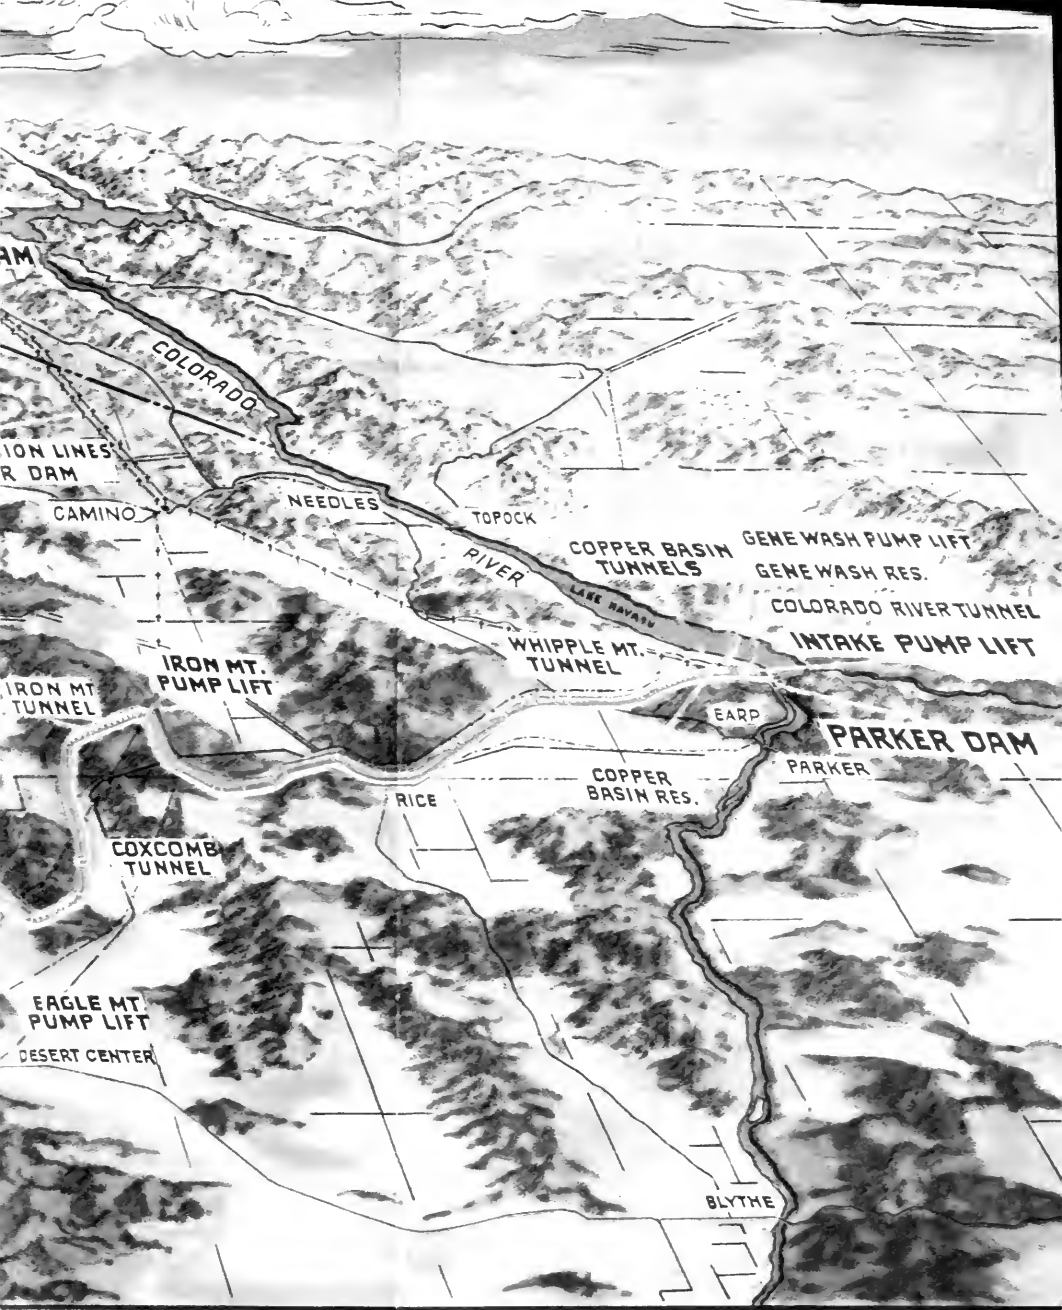 AM
COLORADO
ION LINES
R DAM
CAMINO
NEEDLES
TOPOCK
RIVER
COPPER BASIN
TUNNELS
GENE WASH PUMP LIFT
GENE WASH RES.
LAKE HAVASU
COLORADO RIVER TUNNEL
INTAKE PUMP LIFT
WHIPPLE MT.
TUNNEL
IRON MT.
PUMP LIFT
IRON MT
TUNNEL
EARP
PARKER DAM
PARKER
COPPER
BASIN RES.
RICE
COXCOMB
TUNNEL
EAGLE MT.
PUMP LIFT
DESERT CENTER
BLYTHE